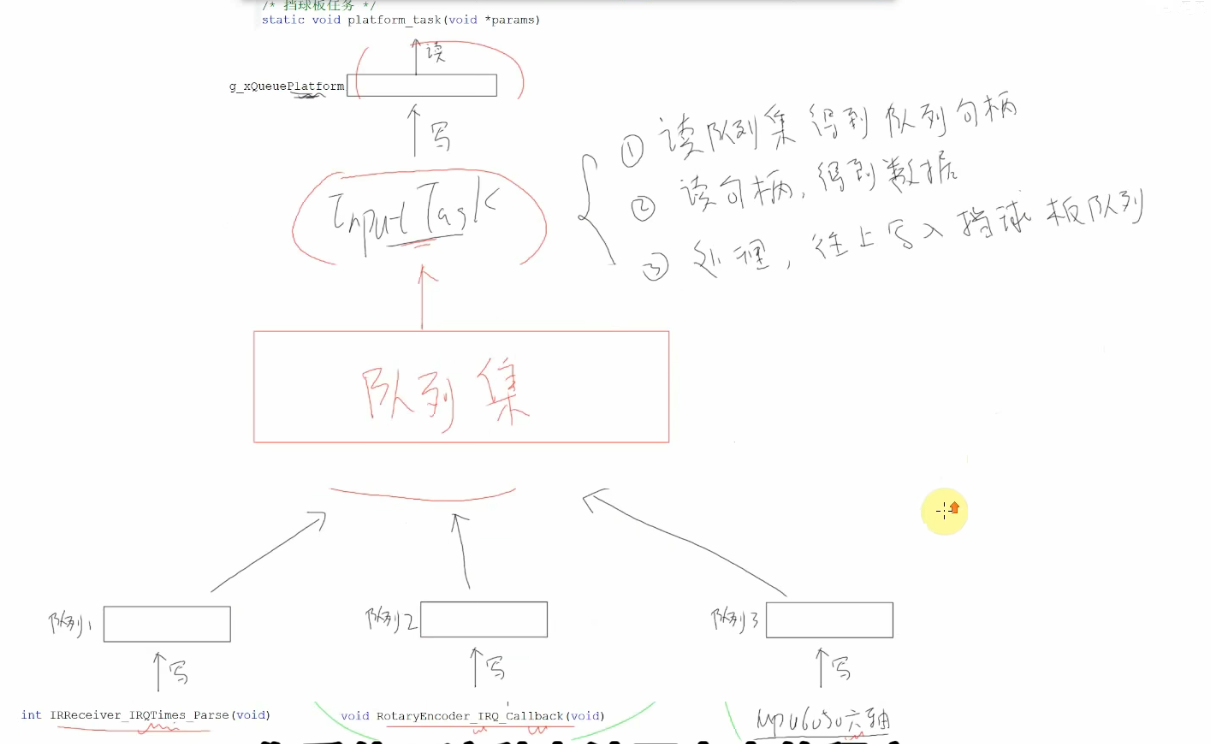 /* 挡球板任务 */
static void platform_task(void *params)
读
g_xQueuePlatform
写
InputTask
① 读队列集 得到 队列句柄
② 读句柄, 得到数据
③ 处理, 往上写入挡球板队列
队列集
队列1
队列2
队列3
写
写
写
int IRReceiver_IRQTimes_Parse(void)
void RotaryEncoder_IRQ_Callback(void)
MPU6050六轴